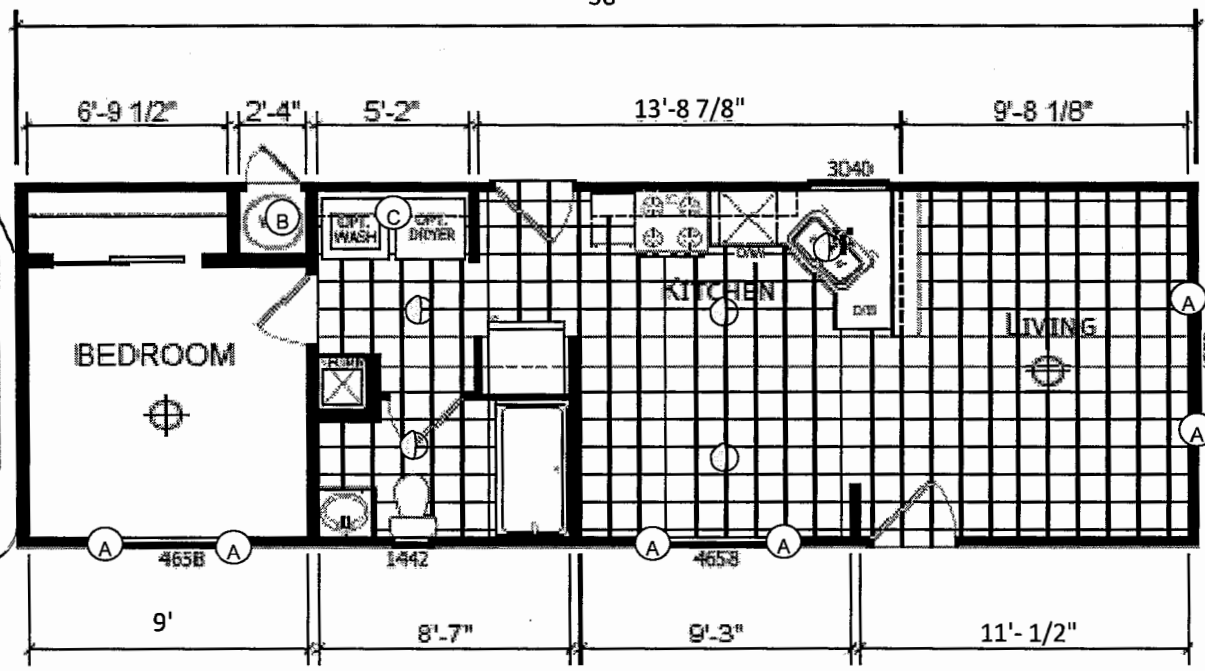 6'-9 1/2"
2'-4"
5'-2"
13'-8 7/8"
9'-8 1/8"
3040
B
C
OPT.
WASH
OPT.
DRYER
D/W
KITCHEN
D/B
A
LIVING
BEDROOM
A
A
A
A
A
4658
1442
4658
9'
8'-7"
9'-3"
11'- 1/2"